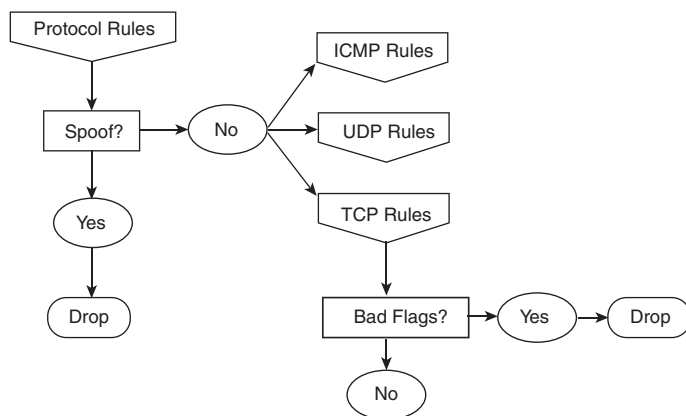 Protocol Rules
ICMP Rules
Spoof?
No
UDP Rules
Yes
TCP Rules
Drop
Bad Flags?
Yes
Drop
No